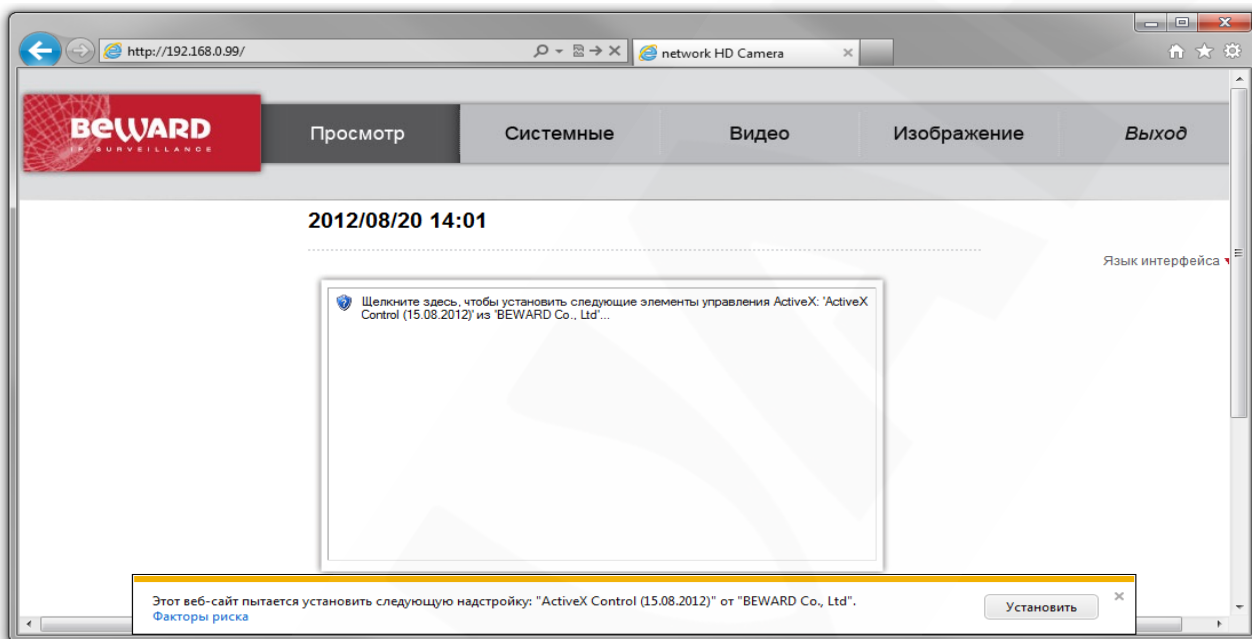 http://192.168.0.99/
network HD Camera
BEWARD
IP SURVEILLANCE
Просмотр
Системные
Видео
Изображение
Выход
2012/08/20 14:01
Язык интерфейса
Щелкните здесь, чтобы установить следующие элементы управления ActiveX: 'ActiveX
Control (15.08.2012)' из 'BEWARD Co., Ltd'...
Этот веб-сайт пытается установить следующую надстройку: "ActiveX Control (15.08.2012)" от "BEWARD Co., Ltd".
Факторы риска
Установить